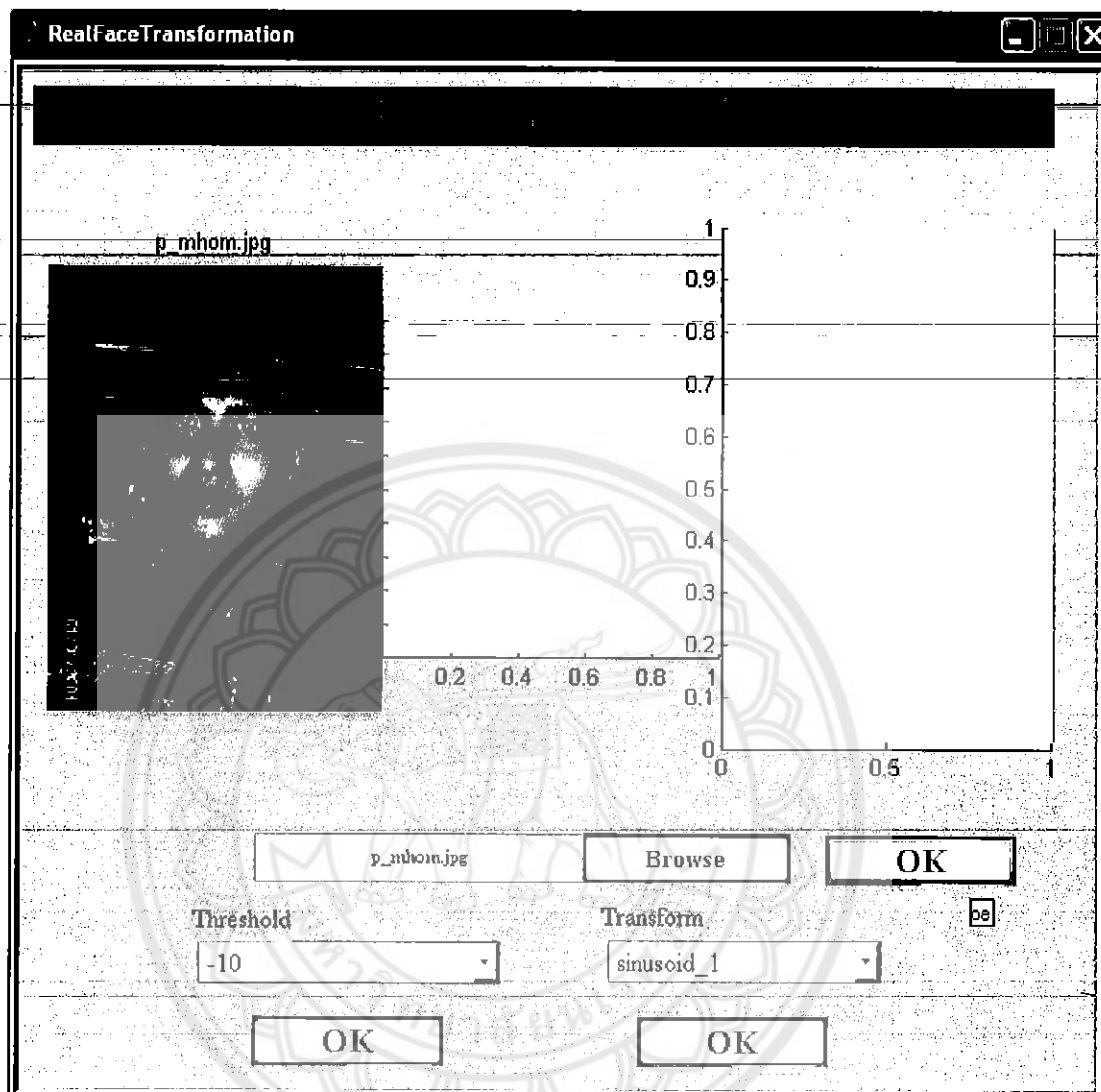 RealFaceTransformation
p_mhom.jpg
1
0.9
0.8
0.7
0.6
0.5
0.4
0.3
0.2
0.1
0
0.2 0.4 0.6 0.8 1
0 0.5 1
p_mhom.jpg Browse OK
Threshold Transform
-10 sinusoid_1
OK OK